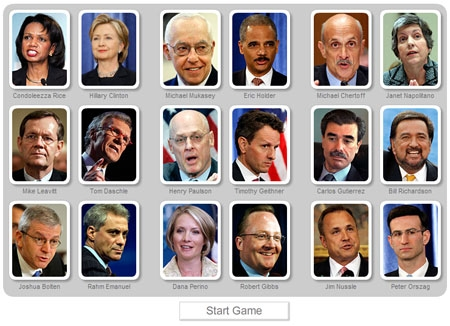 Condoleezza Rice Hillary Clinton Michael Mukasey Eric Holder Michael Chertoff Janet Napolitano
Mike Leavitt Tom Daschle Henry Paulson Timothy Geithner Carlos Gutierrez Bill Richardson
Joshua Bolten Rahm Emanuel Dana Perino Robert Gibbs Jim Nussle Peter Orszag
Start Game